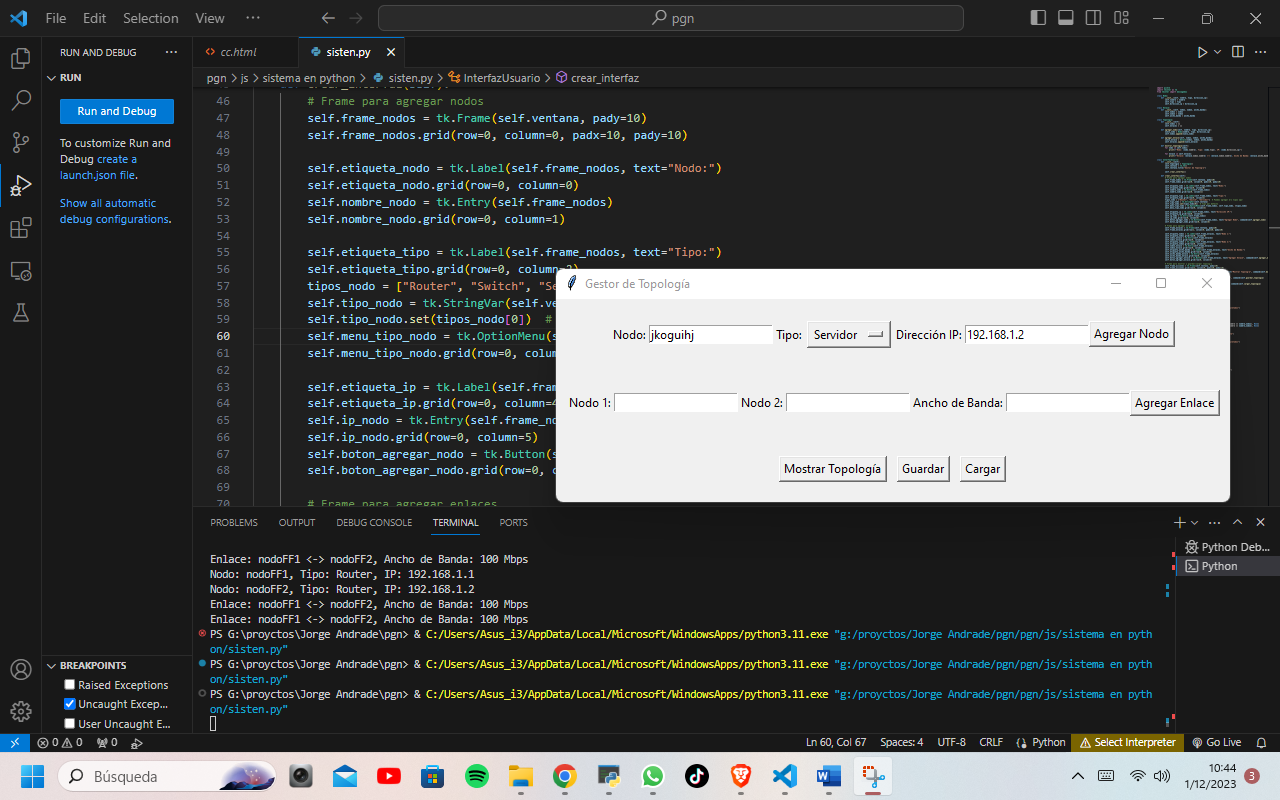 File Edit Selection View ···
pgn
RUN AND DEBUG ···
RUN
Run and Debug
To customize Run and
Debug create a
launch.json file.
Show all automatic
debug configurations.
BREAKPOINTS
Raised Exceptions
Uncaught Excep...
User Uncaught E...
cc.html
sisten.py
pgn > js > sistema en python > sisten.py > InterfazUsuario > crear_interfaz
46 # Frame para agregar nodos
47 self.frame_nodos = tk.Frame(self.ventana, pady=10)
48 self.frame_nodos.grid(row=0, column=0, padx=10, pady=10)
49
50 self.etiqueta_nodo = tk.Label(self.frame_nodos, text="Nodo:")
51 self.etiqueta_nodo.grid(row=0, column=0)
52 self.nombre_nodo = tk.Entry(self.frame_nodos)
53 self.nombre_nodo.grid(row=0, column=1)
54
55 self.etiqueta_tipo = tk.Label(self.frame_nodos, text="Tipo:")
56 self.etiqueta_tipo.grid(row=0, column=2)
57 tipos_nodo = ["Router", "Switch", "Se
58 self.tipo_nodo = tk.StringVar(self.ve
59 self.tipo_nodo.set(tipos_nodo[0]) #
60 self.menu_tipo_nodo = tk.OptionMenu(s
61 self.menu_tipo_nodo.grid(row=0, colum
62
63 self.etiqueta_ip = tk.Label(self.fram
64 self.etiqueta_ip.grid(row=0, column=4
65 self.ip_nodo = tk.Entry(self.frame_no
66 self.ip_nodo.grid(row=0, column=5)
67 self.boton_agregar_nodo = tk.Button(s
68 self.boton_agregar_nodo.grid(row=0, c
69
70 # Frame para agregar enlaces
Gestor de Topología
Nodo: jkoguihj Tipo: Servidor Dirección IP: 192.168.1.2 Agregar Nodo
Nodo 1: Nodo 2: Ancho de Banda: Agregar Enlace
Mostrar Topología Guardar Cargar
PROBLEMS OUTPUT DEBUG CONSOLE TERMINAL PORTS
Enlace: nodoFF1 <-> nodoFF2, Ancho de Banda: 100 Mbps
Nodo: nodoFF1, Tipo: Router, IP: 192.168.1.1
Nodo: nodoFF2, Tipo: Router, IP: 192.168.1.2
Enlace: nodoFF1 <-> nodoFF2, Ancho de Banda: 100 Mbps
Enlace: nodoFF1 <-> nodoFF2, Ancho de Banda: 100 Mbps
PS G:\proyctos\Jorge Andrade\pgn> & C:/Users/Asus_i3/AppData/Local/Microsoft/WindowsApps/python3.11.exe "g:/proyctos/Jorge Andrade/pgn/pgn/js/sistema en pyth
on/sisten.py"
PS G:\proyctos\Jorge Andrade\pgn> & C:/Users/Asus_i3/AppData/Local/Microsoft/WindowsApps/python3.11.exe "g:/proyctos/Jorge Andrade/pgn/pgn/js/sistema en pyth
on/sisten.py"
PS G:\proyctos\Jorge Andrade\pgn> & C:/Users/Asus_i3/AppData/Local/Microsoft/WindowsApps/python3.11.exe "g:/proyctos/Jorge Andrade/pgn/pgn/js/sistema en pyth
on/sisten.py"
Python Deb...
Python
0 0 0 Ln 60, Col 67 Spaces: 4 UTF-8 CRLF Python Select Interpreter Go Live
Búsqueda
10:44
1/12/2023
3